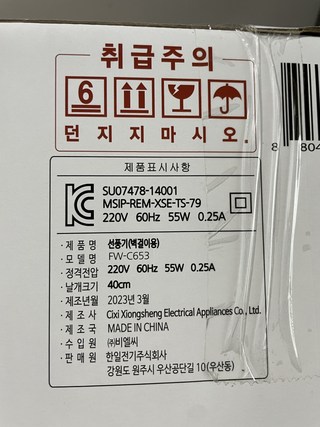 취급주의
6
던지지마시오.
제품표시사항
SU07478-14001
MSIP-REM-XSE-TS-79
220V 60Hz 55W 0.25A
· 제품명 선풍기(벽걸이용)
· 모델명 FW-C653
· 정격전압 220V 60Hz 55W 0.25A
· 날개크기 40cm
· 제조년월 2023년 3월
· 제조사 Cixi Xiongsheng Electrical Appliances Co., Ltd.
· 제조국 MADE IN CHINA
· 수입원 ㈜비엘씨
· 판매원 한일전기주식회사
강원도 원주시 우산공단길 10 (우산동)
8 804